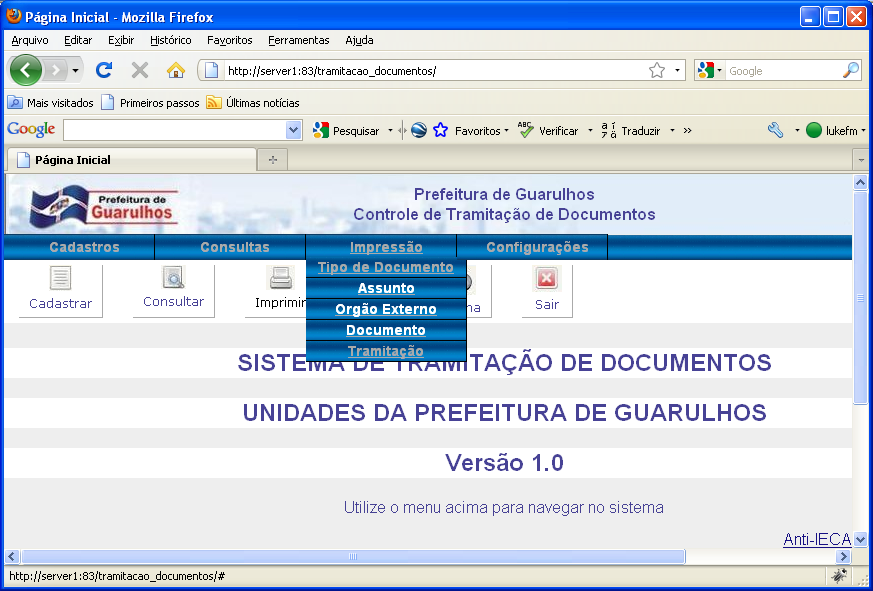 Página Inicial - Mozilla Firefox
Arquivo Editar Exibir Histórico Favoritos Ferramentas Ajuda
http://server1:83/tramitacao_documentos/
Google
Mais visitados Primeiros passos Últimas notícias
Google Pesquisar Favoritos ABC Verificar Traduzir » lukefm
Página Inicial
Prefeitura de
Guarulhos
Prefeitura de Guarulhos
Controle de Tramitação de Documentos
Cadastros Consultas Impressão Configurações
Tipo de Documento
Assunto
Orgão Externo
Documento
Tramitação
Cadastrar Consultar Imprimir Sair
SISTEMA DE TRAMITAÇÃO DE DOCUMENTOS
UNIDADES DA PREFEITURA DE GUARULHOS
Versão 1.0
Utilize o menu acima para navegar no sistema
Anti-IECA
http://server1:83/tramitacao_documentos/#